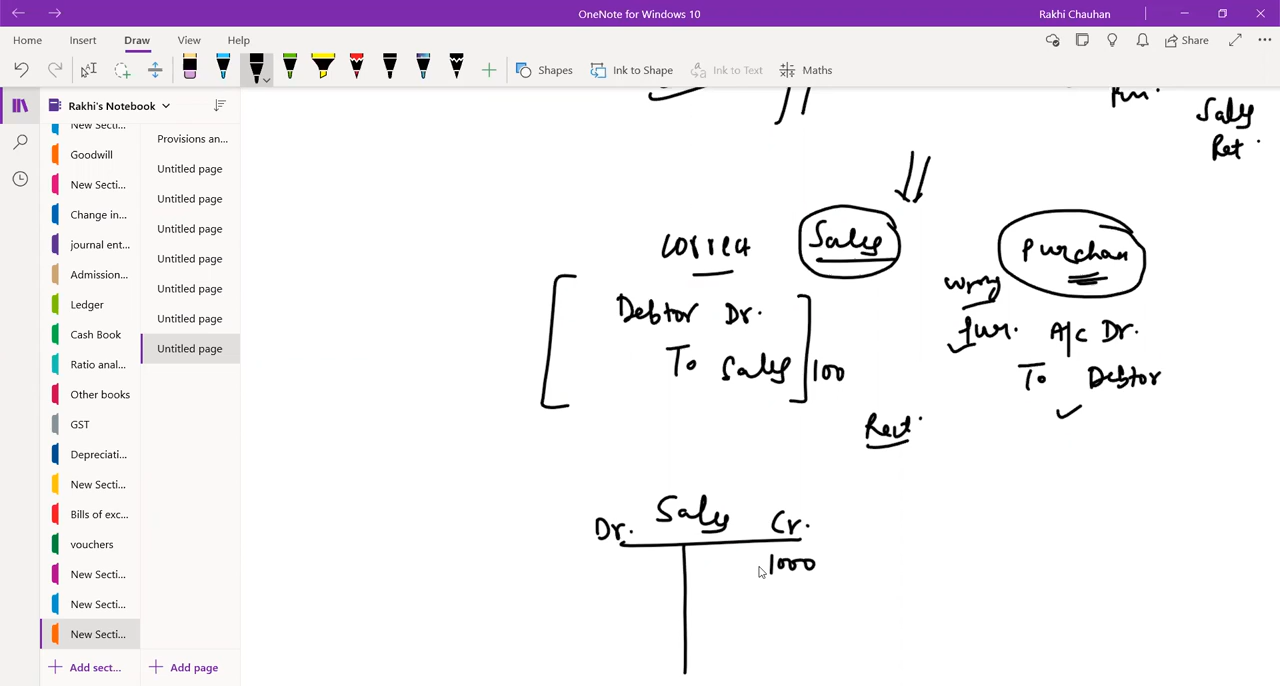 OneNote for Windows 10
Rakhi Chauhan
Home Insert Draw View Help
Share
Shapes
Ink to Shape
Ink to Text
Maths
Rakhi's Notebook
New Secti...
Goodwill
New Secti...
Change in...
journal ent...
Admission...
Ledger
Cash Book
Ratio anal...
Other books
GST
Depreciati...
New Secti...
Bills of exc...
vouchers
New Secti...
New Secti...
New Secti...
Add sect...
Provisions an...
Untitled page
Untitled page
Untitled page
Untitled page
Untitled page
Untitled page
Untitled page
Add page
Sales
Ret.
Correct
Sales
Purchase
Wrong
Debtor Dr.
To Sales 100
Pur. A/c Dr.
To Debtor
Rect.
Dr. Sales Cr.
1000